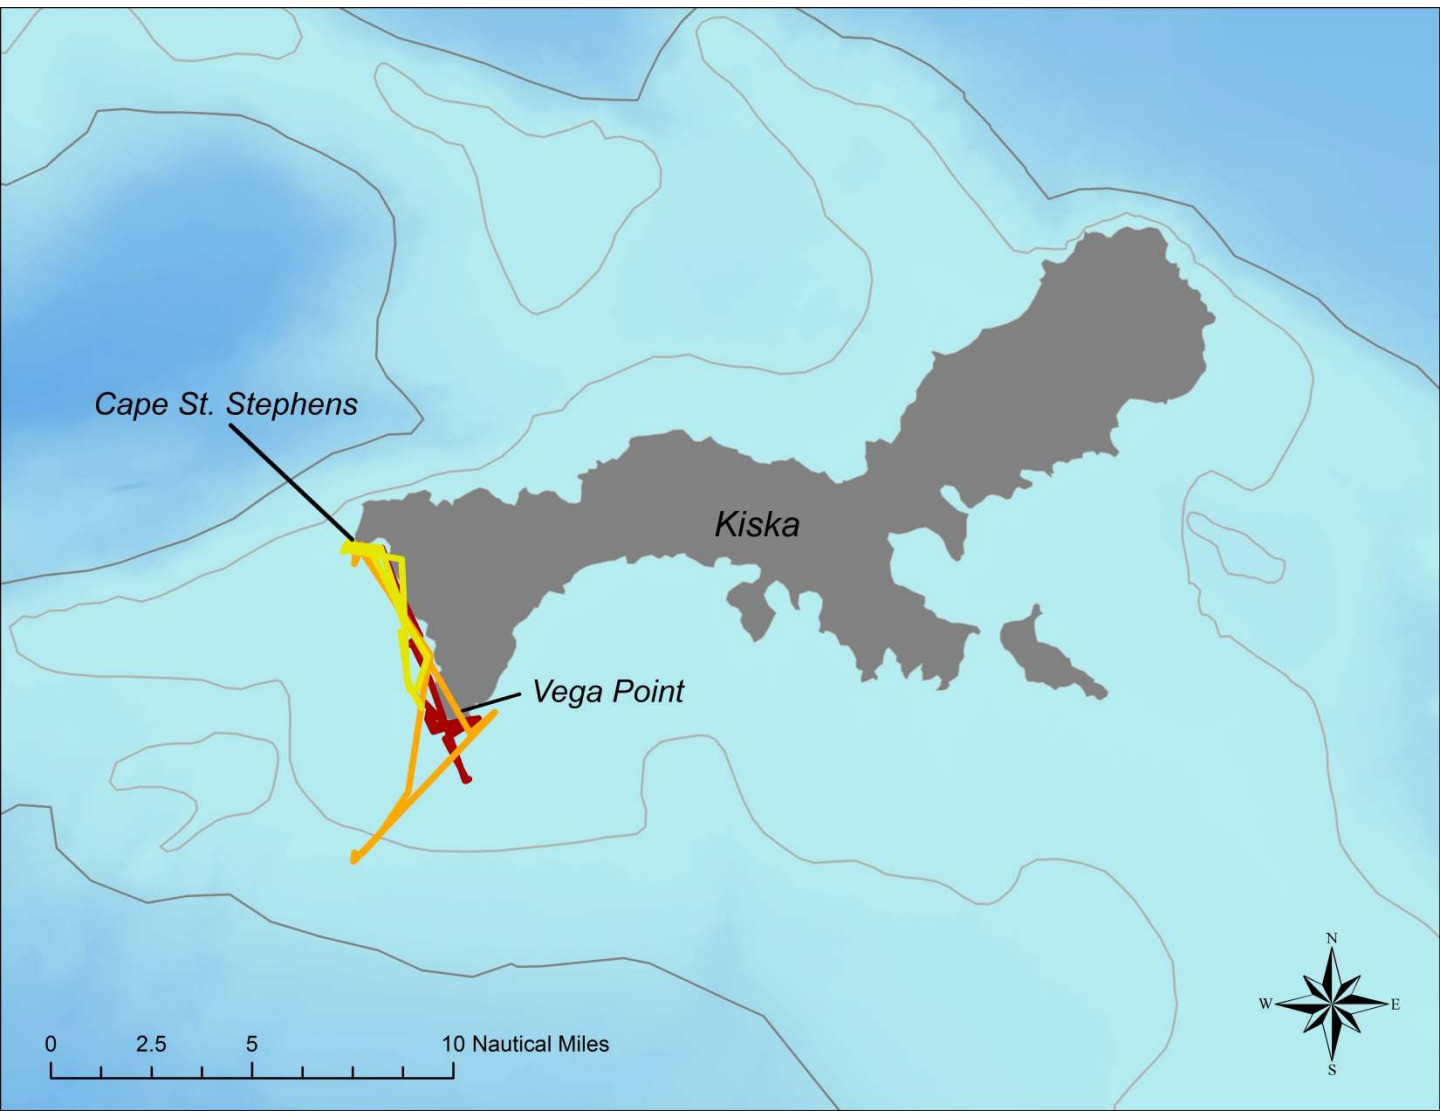 Cape St. Stephens
Kiska
Vega Point
N
W E
S
0 2.5 5 10 Nautical Miles